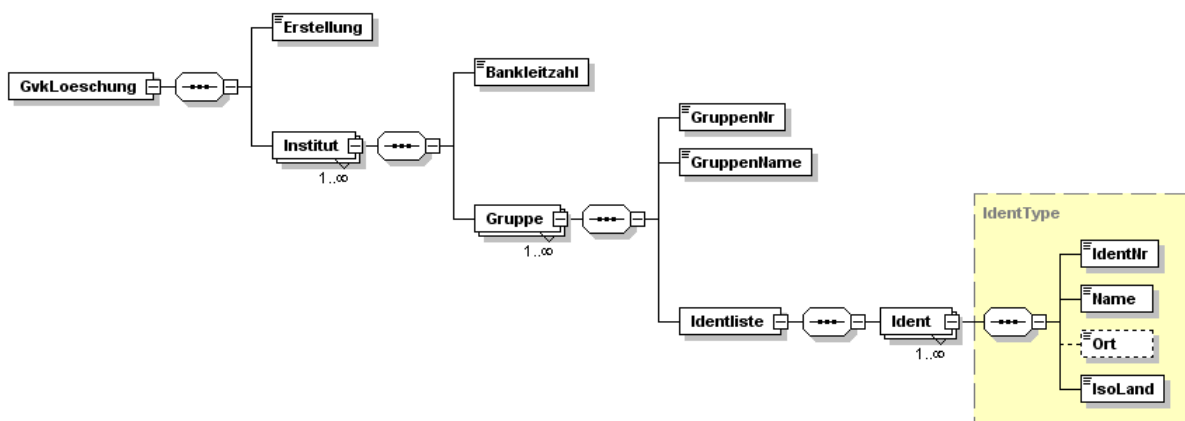 GvkLoeschung
Erstellung
Institut
1..∞
Bankleitzahl
Gruppe
1..∞
GruppenNr
GruppenName
Identliste
Ident
1..∞
IdentType
IdentNr
Name
Ort
IsoLand